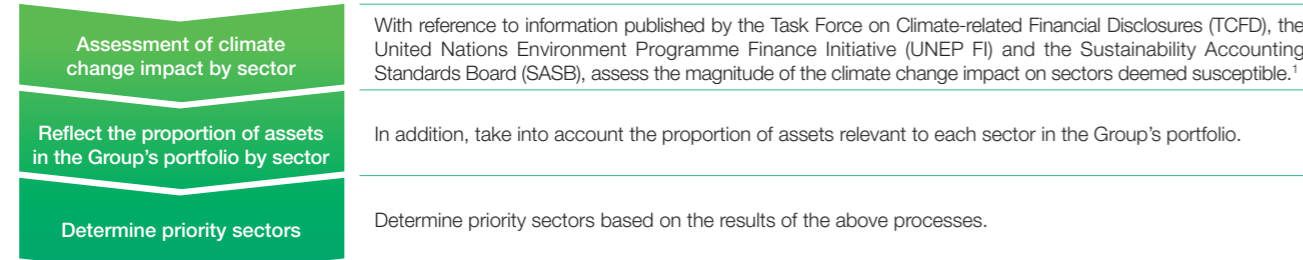 Assessment of climate
change impact by sector
With reference to information published by the Task Force on Climate-related Financial Disclosures (TCFD), the
United Nations Environment Programme Finance Initiative (UNEP FI) and the Sustainability Accounting
Standards Board (SASB), assess the magnitude of the climate change impact on sectors deemed susceptible.1
Reflect the proportion of assets
in the Group's portfolio by sector
In addition, take into account the proportion of assets relevant to each sector in the Group's portfolio.
Determine priority sectors
Determine priority sectors based on the results of the above processes.